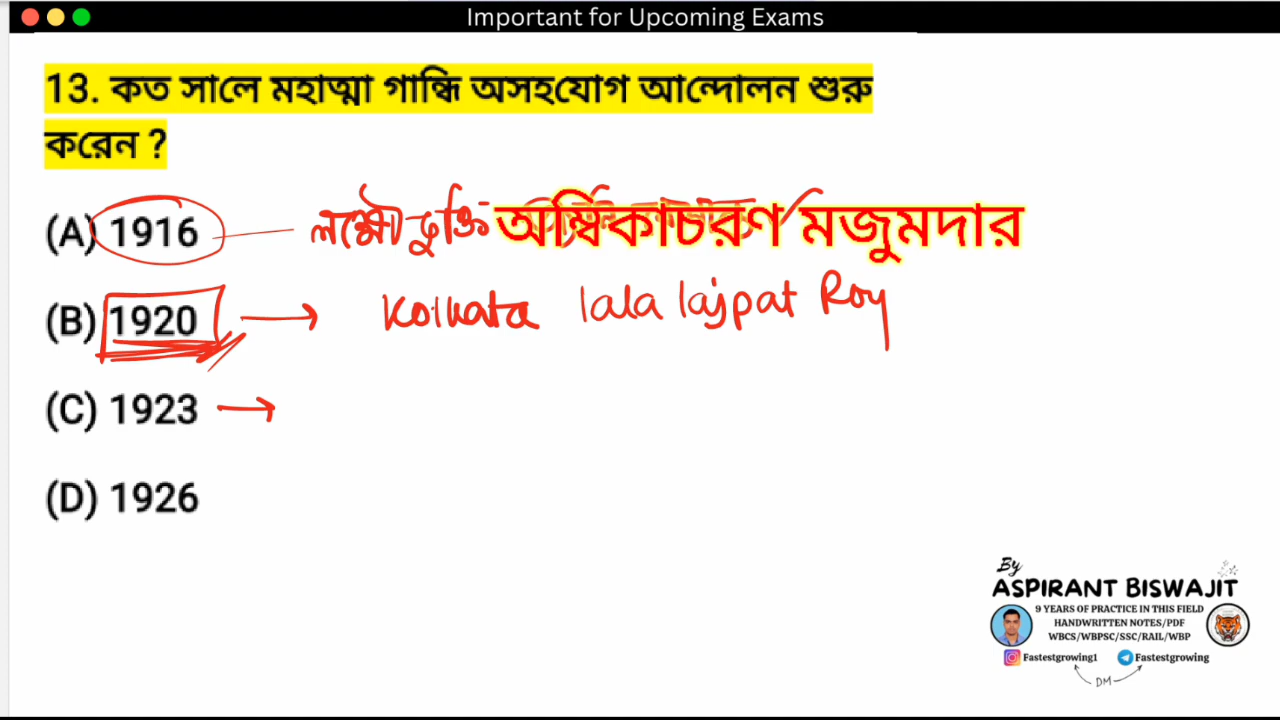 Important for Upcoming Exams
13. কত সালে মহাত্মা গান্ধি অসহযোগ আন্দোলন শুরু
করেন ?
(A) 1916 লক্ষ্ণৌ চুক্তি অম্বিকাচরণ মজুমদার
(B) 1920 → Kolkata lala lajpat Roy
(C) 1923 →
(D) 1926
By
ASPIRANT BISWAJIT
9 YEARS OF PRACTICE IN THIS FIELD
HANDWRITTEN NOTES/PDF
WBCS/WBPSC/SSC/RAIL/WBP
Fastestgrowing1 Fastestgrowing
DM